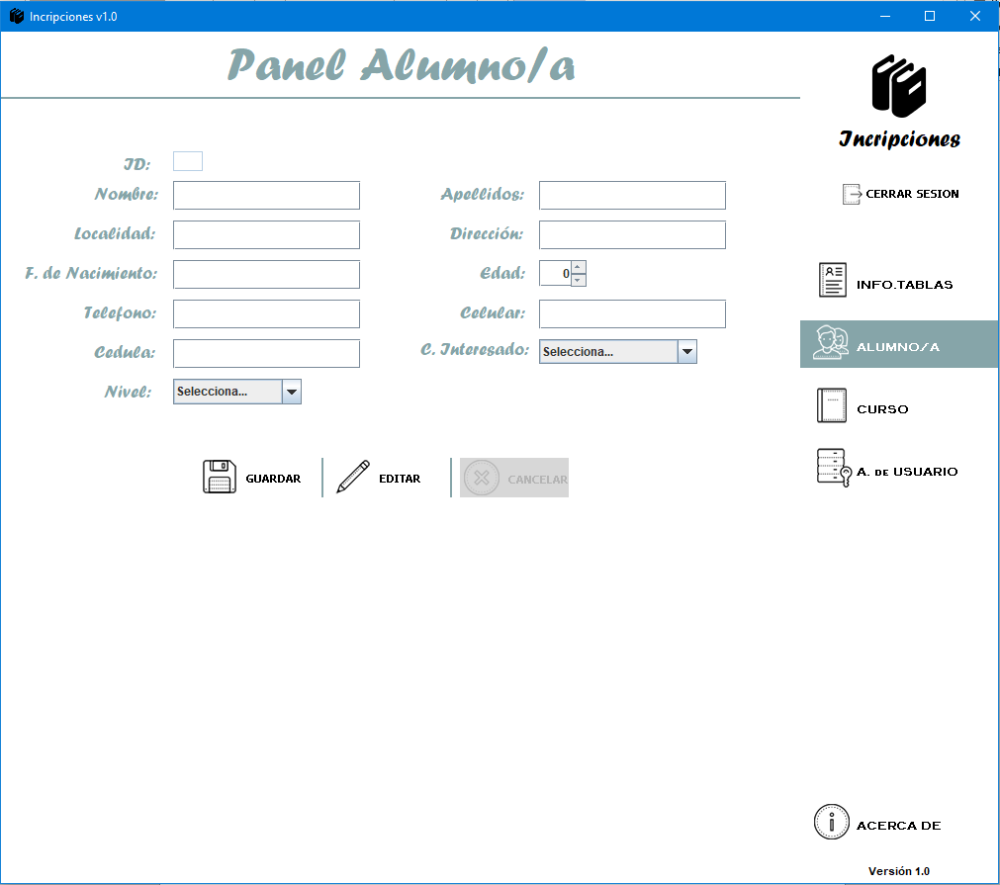 Incripciones v1.0
Panel Alumno/a
Incripciones
CERRAR SESION
ID:
Nombre:
Apellidos:
Localidad:
Dirección:
F. de Nacimiento:
Edad: 0
Telefono:
Celular:
Cedula:
C. Interesado: Selecciona...
Nivel: Selecciona...
GUARDAR
EDITAR
CANCELAR
INFO.TABLAS
ALUMNO/A
CURSO
A. DE USUARIO
ACERCA DE
Versión 1.0